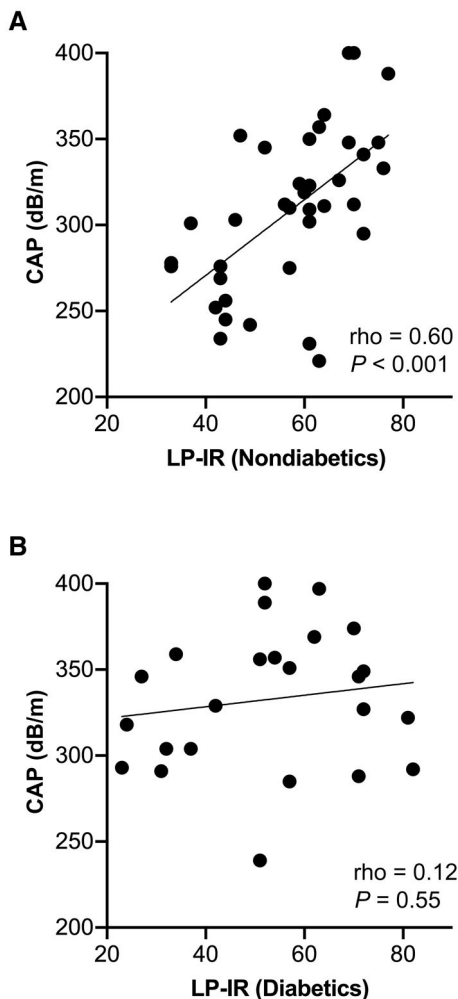 A
400
350
300
250
200
CAP (dB/m)
rho = 0.60
P < 0.001
20 40 60 80
LP-IR (Nondiabetics)
B
400
350
300
250
200
CAP (dB/m)
rho = 0.12
P = 0.55
20 40 60 80
LP-IR (Diabetics)